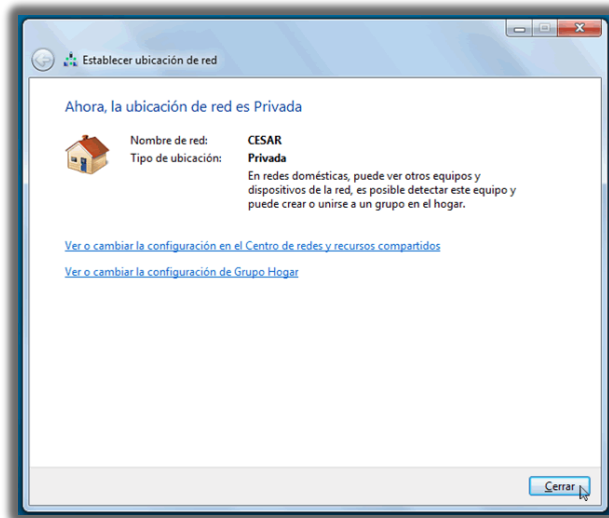 Establecer ubicación de red
Ahora, la ubicación de red es Privada
Nombre de red: CESAR
Tipo de ubicación: Privada
En redes domésticas, puede ver otros equipos y
dispositivos de la red, es posible detectar este equipo y
puede crear o unirse a un grupo en el hogar.
Ver o cambiar la configuración en el Centro de redes y recursos compartidos
Ver o cambiar la configuración de Grupo Hogar
Cerrar